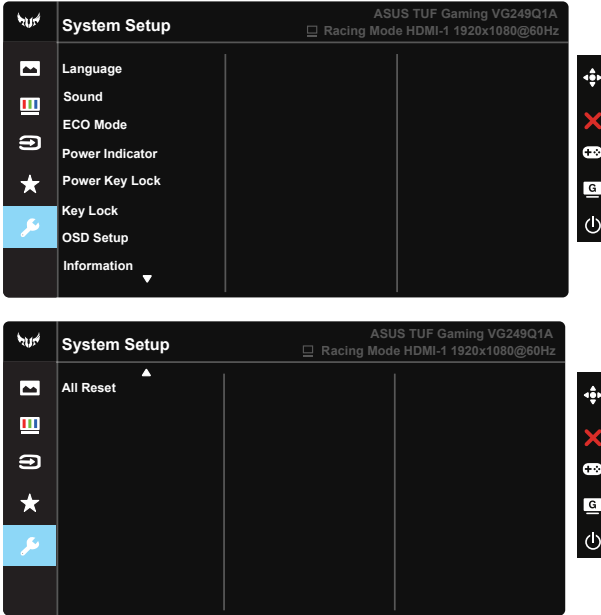 System Setup
ASUS TUF Gaming VG249Q1A
Racing Mode HDMI-1 1920x1080@60Hz
Language
Sound
ECO Mode
Power Indicator
Power Key Lock
Key Lock
OSD Setup
Information
G
System Setup
ASUS TUF Gaming VG249Q1A
Racing Mode HDMI-1 1920x1080@60Hz
All Reset
G